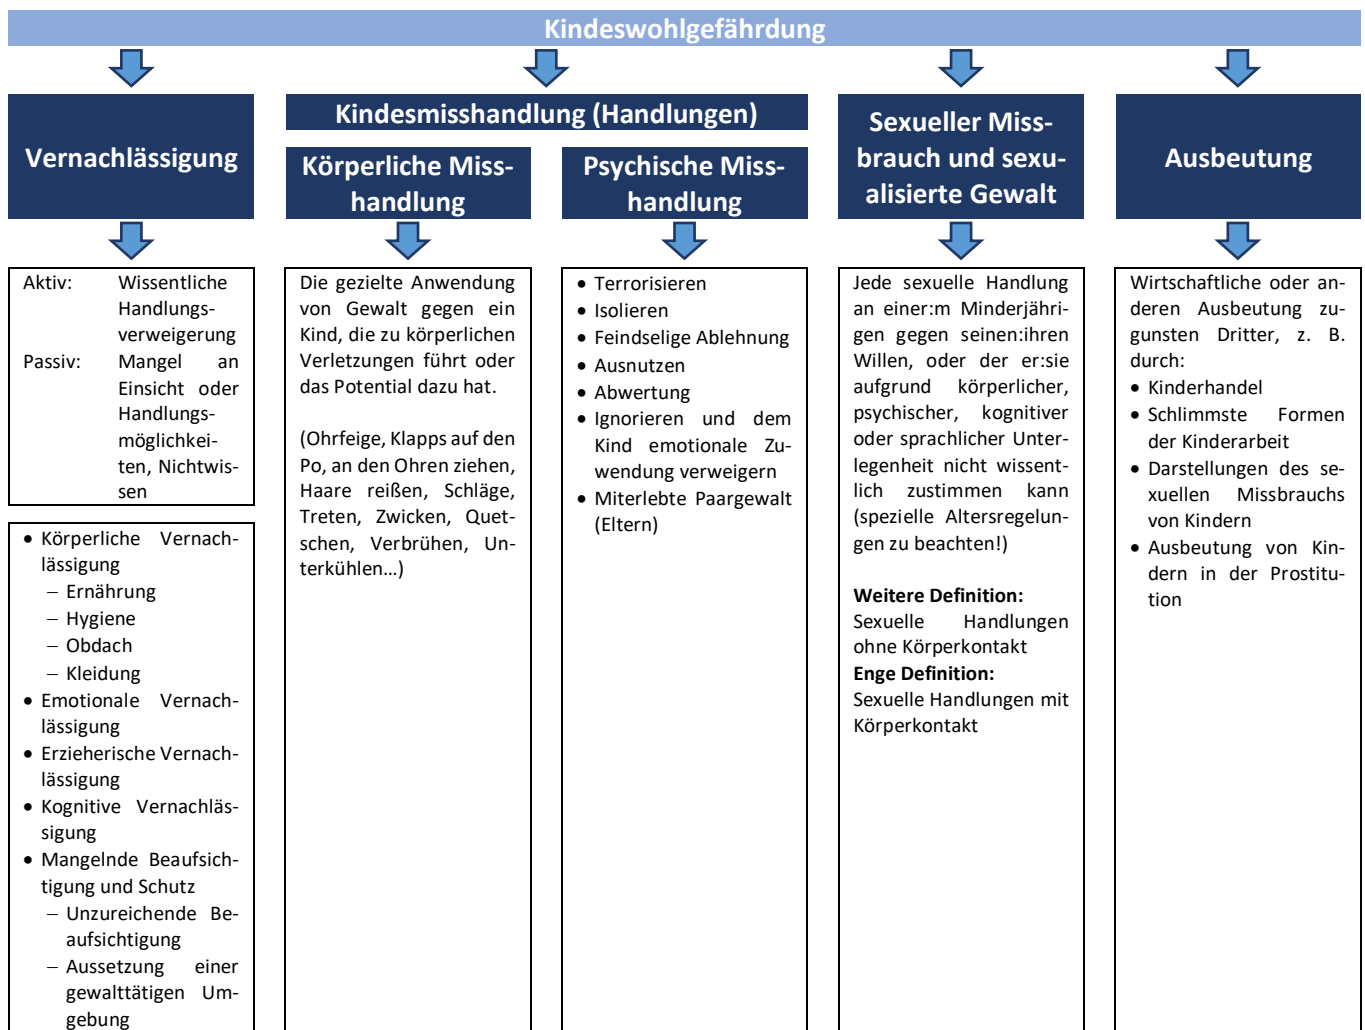 Kindeswohlgefährdung
Vernachlässigung
Kindesmisshandlung (Handlungen)
Körperliche Miss-
handlung
Psychische Miss-
handlung
Sexueller Miss-
brauch und sexu-
alisierte Gewalt
Ausbeutung
Aktiv: Wissentliche
Handlungs-
verweigerung
Passiv: Mangel an
Einsicht oder
Handlungs-
möglichkei-
ten, Nichtwis-
sen
• Körperliche Vernach-
lässigung
– Ernährung
– Hygiene
– Obdach
– Kleidung
• Emotionale Vernach-
lässigung
• Erzieherische Vernach-
lässigung
• Kognitive Vernachläs-
sigung
• Mangelnde Beaufsich-
tigung und Schutz
– Unzureichende Be-
aufsichtigung
– Aussetzung einer
gewalttätigen Um-
gebung
Die gezielte Anwendung
von Gewalt gegen ein
Kind, die zu körperlichen
Verletzungen führt oder
das Potential dazu hat.
(Ohrfeige, Klapps auf den
Po, an den Ohren ziehen,
Haare reißen, Schläge,
Treten, Zwicken, Quet-
schen, Verbrühen, Un-
terkühlen…)
• Terrorisieren
• Isolieren
• Feindselige Ablehnung
• Ausnutzen
• Abwertung
• Ignorieren und dem
Kind emotionale Zu-
wendung verweigern
• Miterlebte Paargewalt
(Eltern)
Jede sexuelle Handlung
an einer:m Minderjähri-
gen gegen seinen:ihren
Willen, oder der er:sie
aufgrund körperlicher,
psychischer, kognitiver
oder sprachlicher Unter-
legenheit nicht wissent-
lich zustimmen kann
(spezielle Altersregelun-
gen zu beachten!)
Weitere Definition:
Sexuelle Handlungen
ohne Körperkontakt
Enge Definition:
Sexuelle Handlungen mit
Körperkontakt
Wirtschaftliche oder an-
deren Ausbeutung zu-
gunsten Dritter, z. B.
durch:
• Kinderhandel
• Schlimmste Formen
der Kinderarbeit
• Darstellungen des se-
xuellen Missbrauchs
von Kindern
• Ausbeutung von Kin-
dern in der Prostitu-
tion